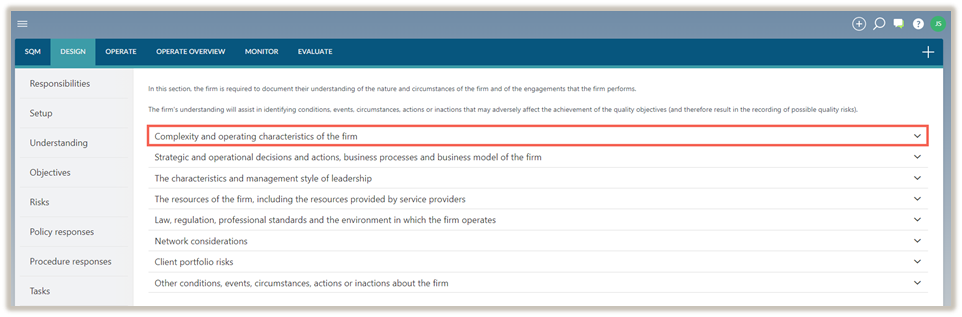 JS
SQM DESIGN OPERATE OPERATE OVERVIEW MONITOR EVALUATE
Responsibilities
Setup
Understanding
Objectives
Risks
Policy responses
Procedure responses
Tasks
In this section, the firm is required to document their understanding of the nature and circumstances of the firm and of the engagements that the firm performs.
The firm's understanding will assist in identifying conditions, events, circumstances, actions or inactions that may adversely affect the achievement of the quality objectives (and therefore result in the recording of possible quality risks).
Complexity and operating characteristics of the firm
Strategic and operational decisions and actions, business processes and business model of the firm
The characteristics and management style of leadership
The resources of the firm, including the resources provided by service providers
Law, regulation, professional standards and the environment in which the firm operates
Network considerations
Client portfolio risks
Other conditions, events, circumstances, actions or inactions about the firm